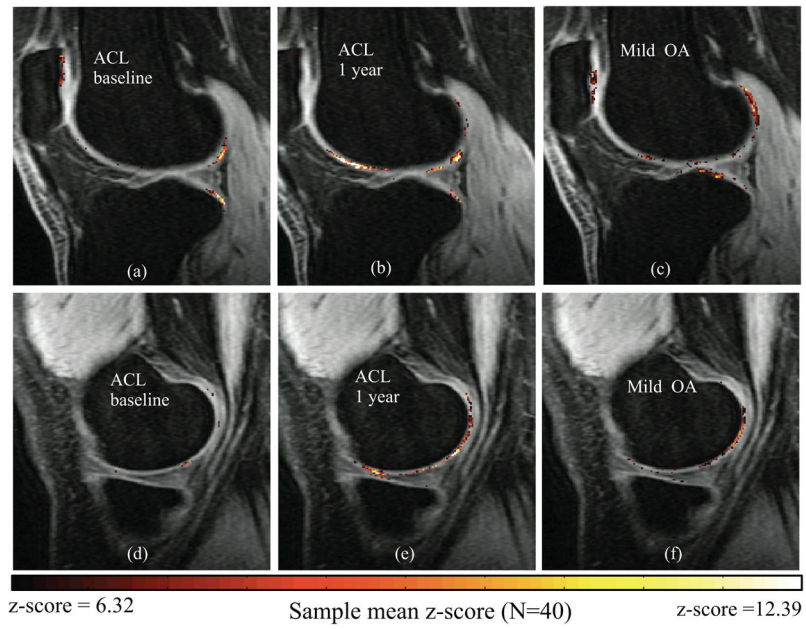 ACL
baseline
(a)
ACL
1 year
(b)
Mild OA
(c)
ACL
baseline
(d)
ACL
1 year
(e)
Mild OA
(f)
z-score = 6.32
Sample mean z-score (N=40)
z-score =12.39